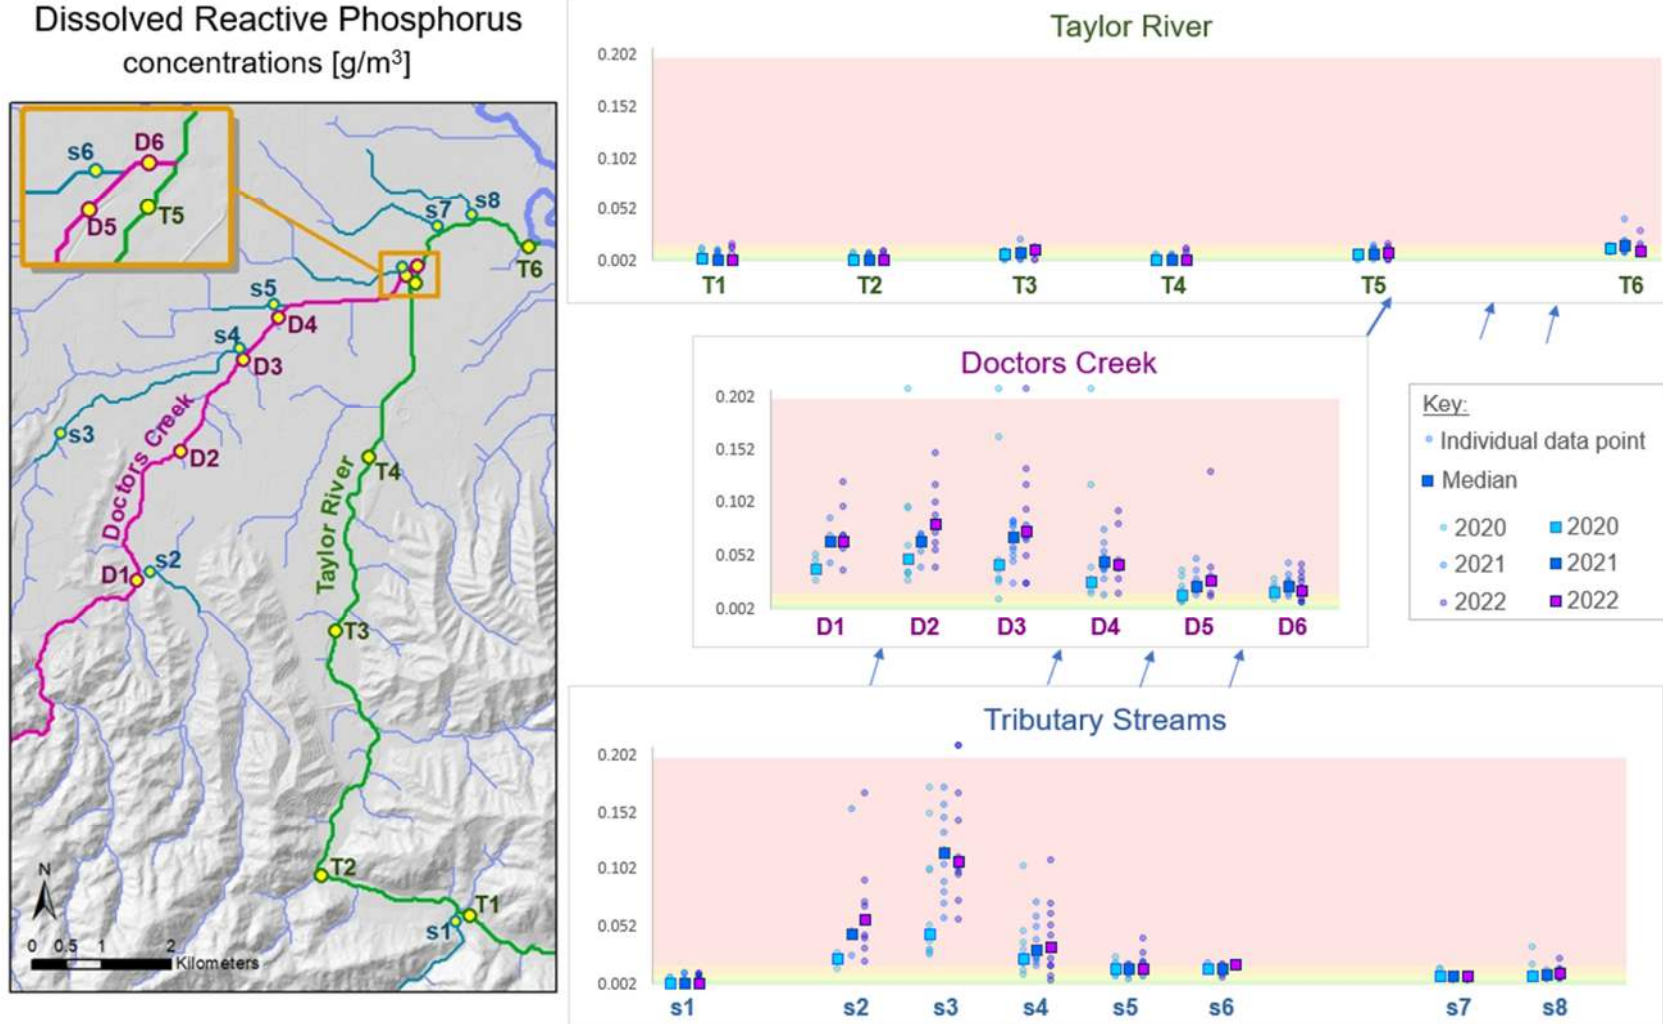 Dissolved Reactive Phosphorus
concentrations [g/m³]
s6
D6
D5
T5
s7
s8
T6
s5
D4
s4
D3
s3
D2
Doctors Creek
T4
Taylor River
D1
s2
T3
T2
T1
s1
N
0 0.5 1 2
Kilometers
Taylor River
0.202
0.152
0.102
0.052
0.002
T1 T2 T3 T4 T5 T6
Doctors Creek
0.202
0.152
0.102
0.052
0.002
D1 D2 D3 D4 D5 D6
Key:
Individual data point
Median
2020 2020
2021 2021
2022 2022
Tributary Streams
0.202
0.152
0.102
0.052
0.002
s1 s2 s3 s4 s5 s6 s7 s8